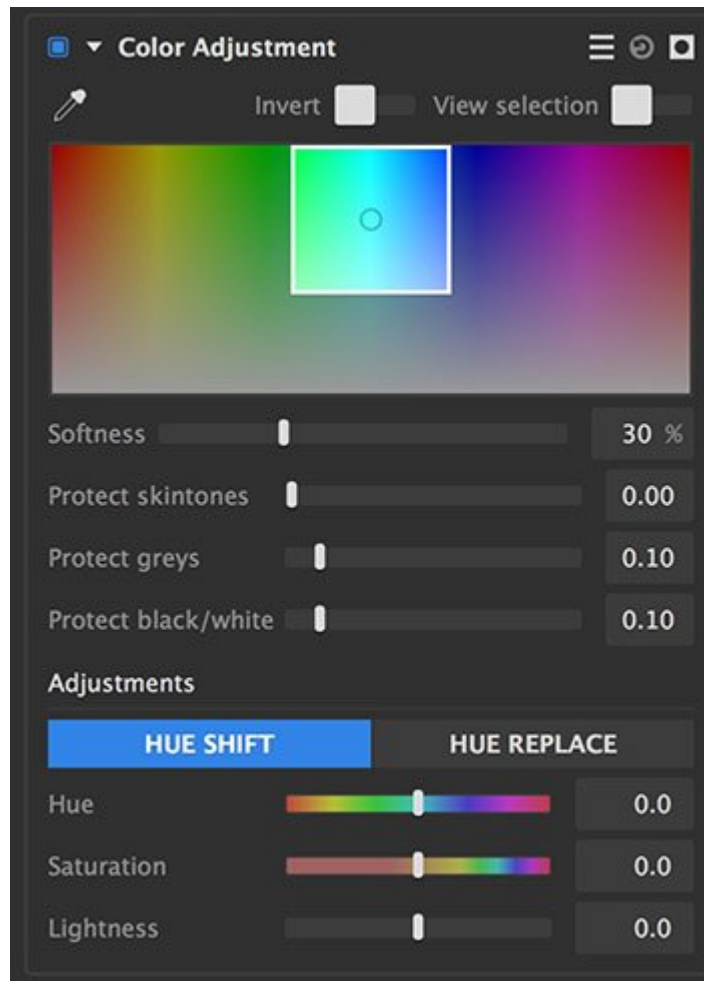 Color Adjustment
Invert View selection
Softness 30 %
Protect skintones 0.00
Protect greys 0.10
Protect black/white 0.10
Adjustments
HUE SHIFT HUE REPLACE
Hue 0.0
Saturation 0.0
Lightness 0.0